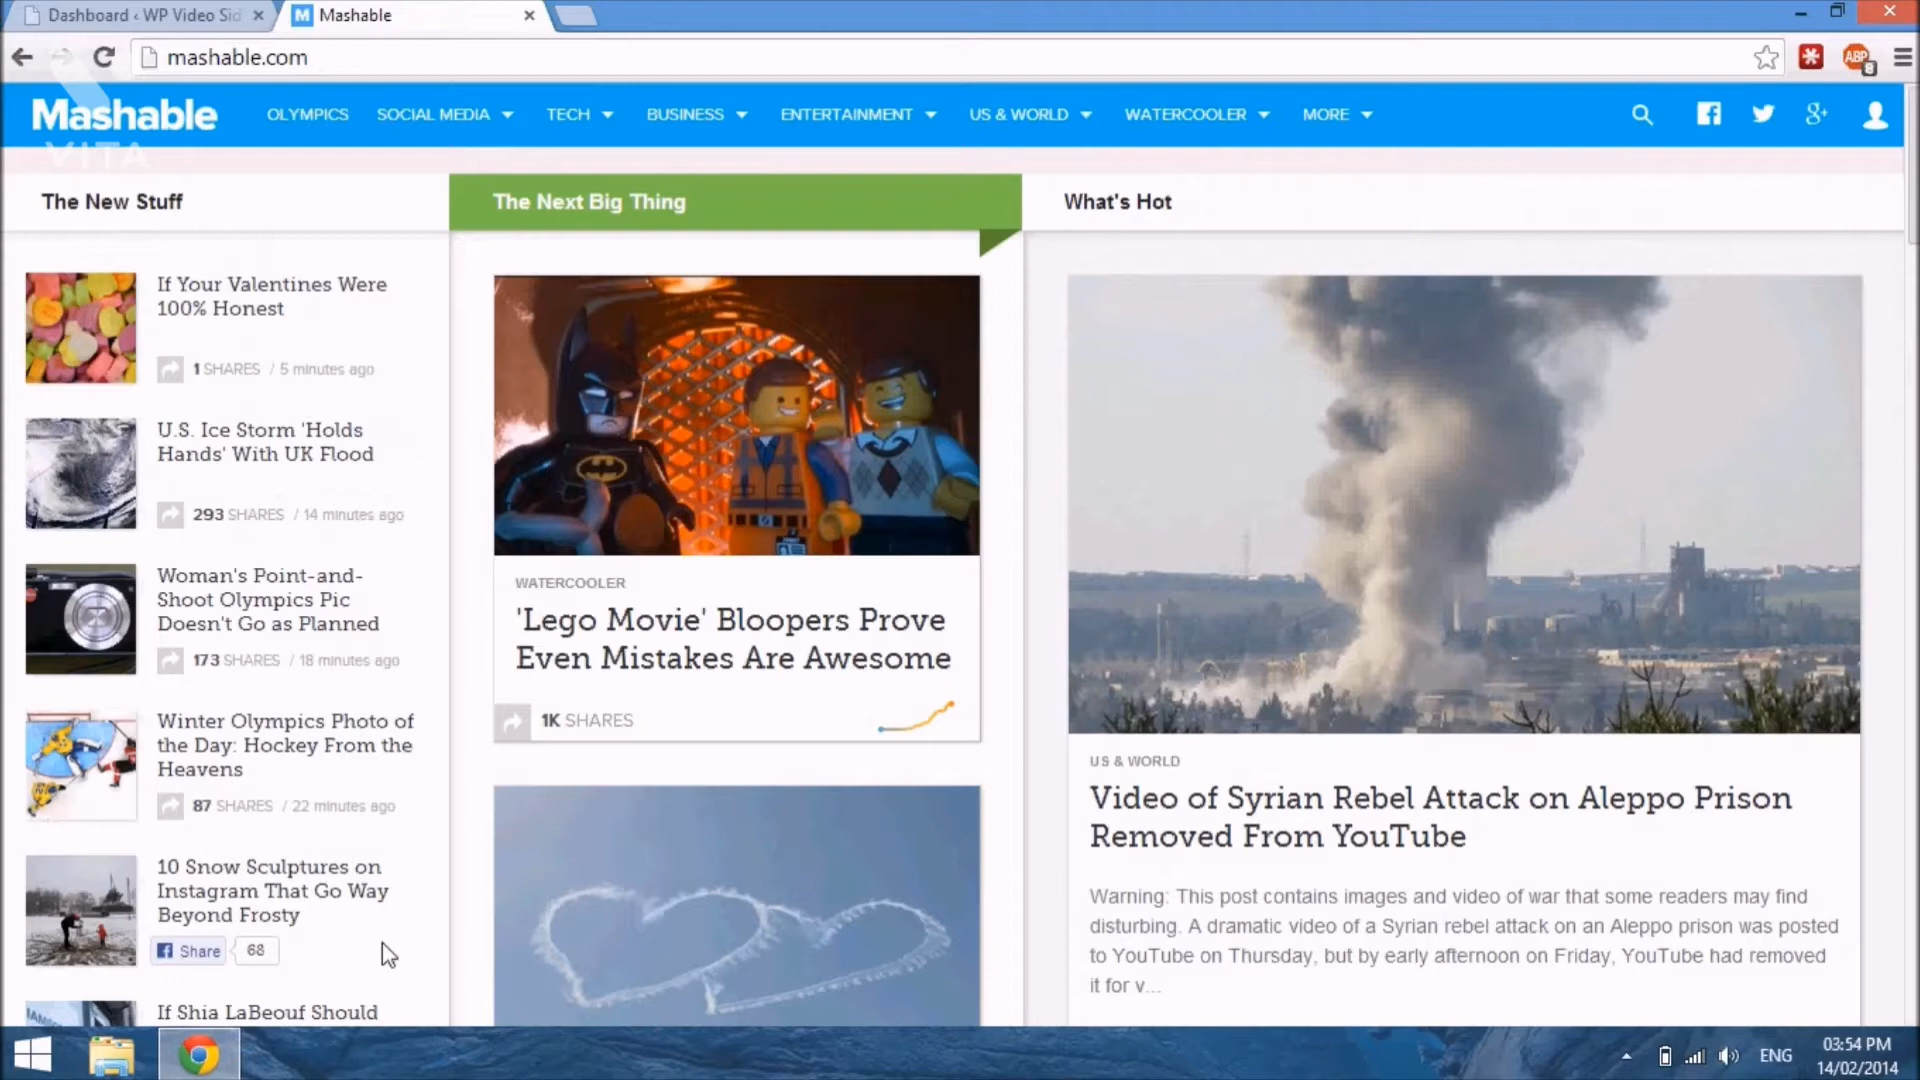 Dashboard ‹ WP Video Sid
Mashable
mashable.com
ABP
8
Mashable
OLYMPICS
SOCIAL MEDIA
TECH
BUSINESS
ENTERTAINMENT
US & WORLD
WATERCOOLER
MORE
VITA
The New Stuff
The Next Big Thing
What's Hot
If Your Valentines Were
100% Honest
1 SHARES / 5 minutes ago
U.S. Ice Storm 'Holds
Hands' With UK Flood
293 SHARES / 14 minutes ago
Woman's Point-and-
Shoot Olympics Pic
Doesn't Go as Planned
173 SHARES / 18 minutes ago
Winter Olympics Photo of
the Day: Hockey From the
Heavens
87 SHARES / 22 minutes ago
10 Snow Sculptures on
Instagram That Go Way
Beyond Frosty
Share 68
If Shia LaBeouf Should
WATERCOOLER
'Lego Movie' Bloopers Prove
Even Mistakes Are Awesome
1K SHARES
US & WORLD
Video of Syrian Rebel Attack on Aleppo Prison
Removed From YouTube
Warning: This post contains images and video of war that some readers may find
disturbing. A dramatic video of a Syrian rebel attack on an Aleppo prison was posted
to YouTube on Thursday, but by early afternoon on Friday, YouTube had removed
it for v...
ENG
03:54 PM
14/02/2014